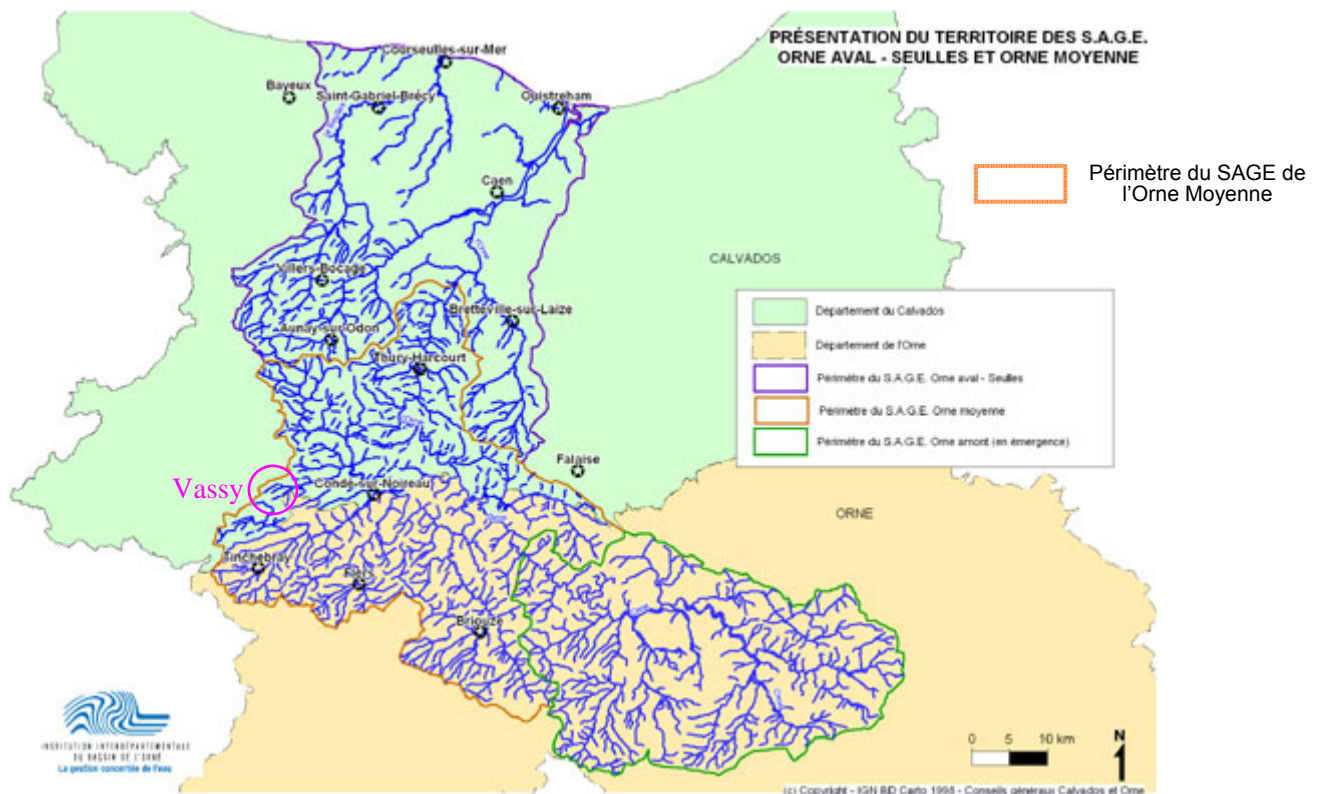 PRÉSENTATION DU TERRITOIRE DES S.A.G.E.
ORNE AVAL - SEULLES ET ORNE MOYENNE
Courseulles-sur-Mer
Bayeux
Saint-Gabriel-Brécy
Ouistreham
Périmètre du SAGE de
l'Orne Moyenne
Caen
CALVADOS
Villers-Bocage
Bretteville-sur-Laize
Aunay-sur-Odon
Thury-Harcourt
Département du Calvados
Département de l'Orne
Périmètre du S.A.G.E. Orne aval - Seulles
Périmètre du S.A.G.E. Orne moyenne
Périmètre du S.A.G.E. Orne amont (en émergence)
Falaise
Vassy
Condé-sur-Noireau
ORNE
Tinchebray
Flers
Briouze
INSTITUTION INTERDÉPARTEMENTALE
DU BASSIN DE L'ORNE
La gestion concertée de l'eau
0 5 10 km
N
(c) Copyright - IGN BD Carto 1998 - Conseils généraux Calvados et Orne